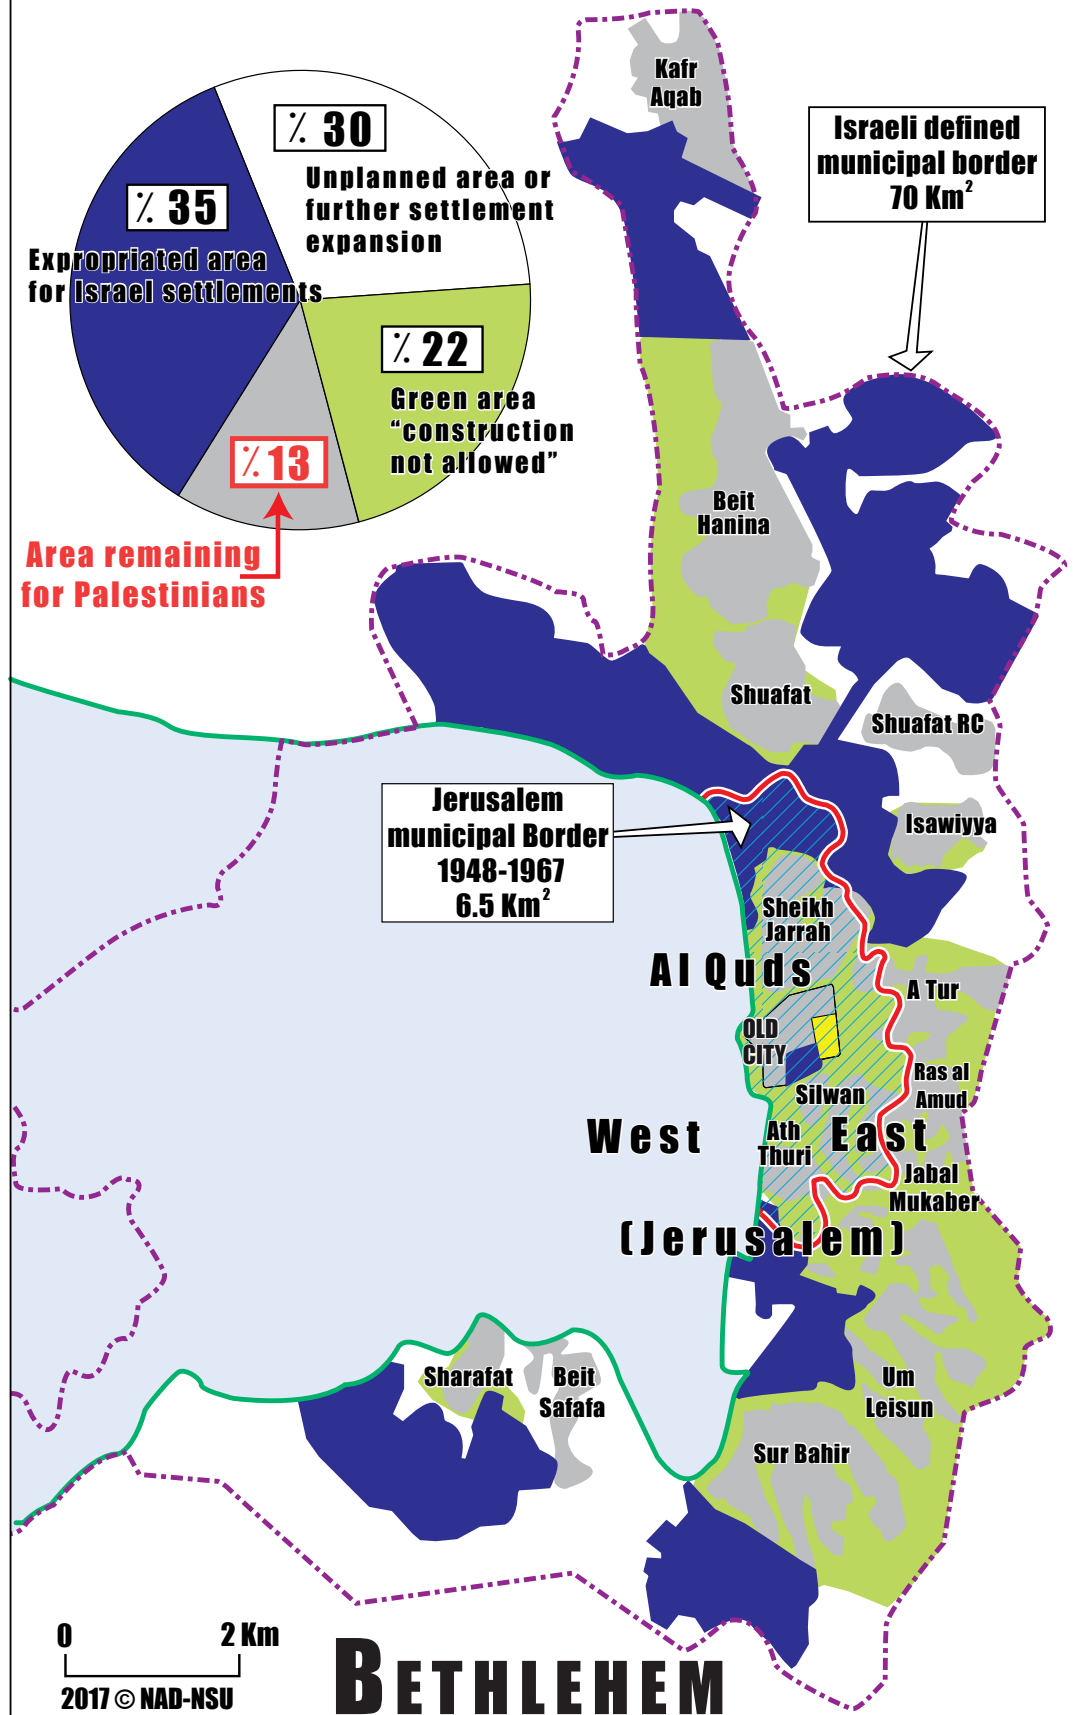 Kafr
Aqab
Israeli defined
municipal border
70 Km²
٪ 30
Unplanned area or
further settlement
expansion
٪ 35
Expropriated area
for Israel settlements
٪ 22
Green area
“construction
not allowed”
٪ 13
Area remaining
for Palestinians
Beit
Hanina
Shuafat
Shuafat RC
Jerusalem
municipal Border
1948-1967
6.5 Km²
Isawiyya
Sheikh
Jarrah
Al Quds
A Tur
OLD
CITY
Ras al
Amud
Silwan
West
Ath
Thuri
East
Jabal
Mukaber
(Jerusalem)
Sharafat
Beit
Safafa
Um
Leisun
Sur Bahir
0
2 Km
2017 © NAD-NSU
BETHLEHEM